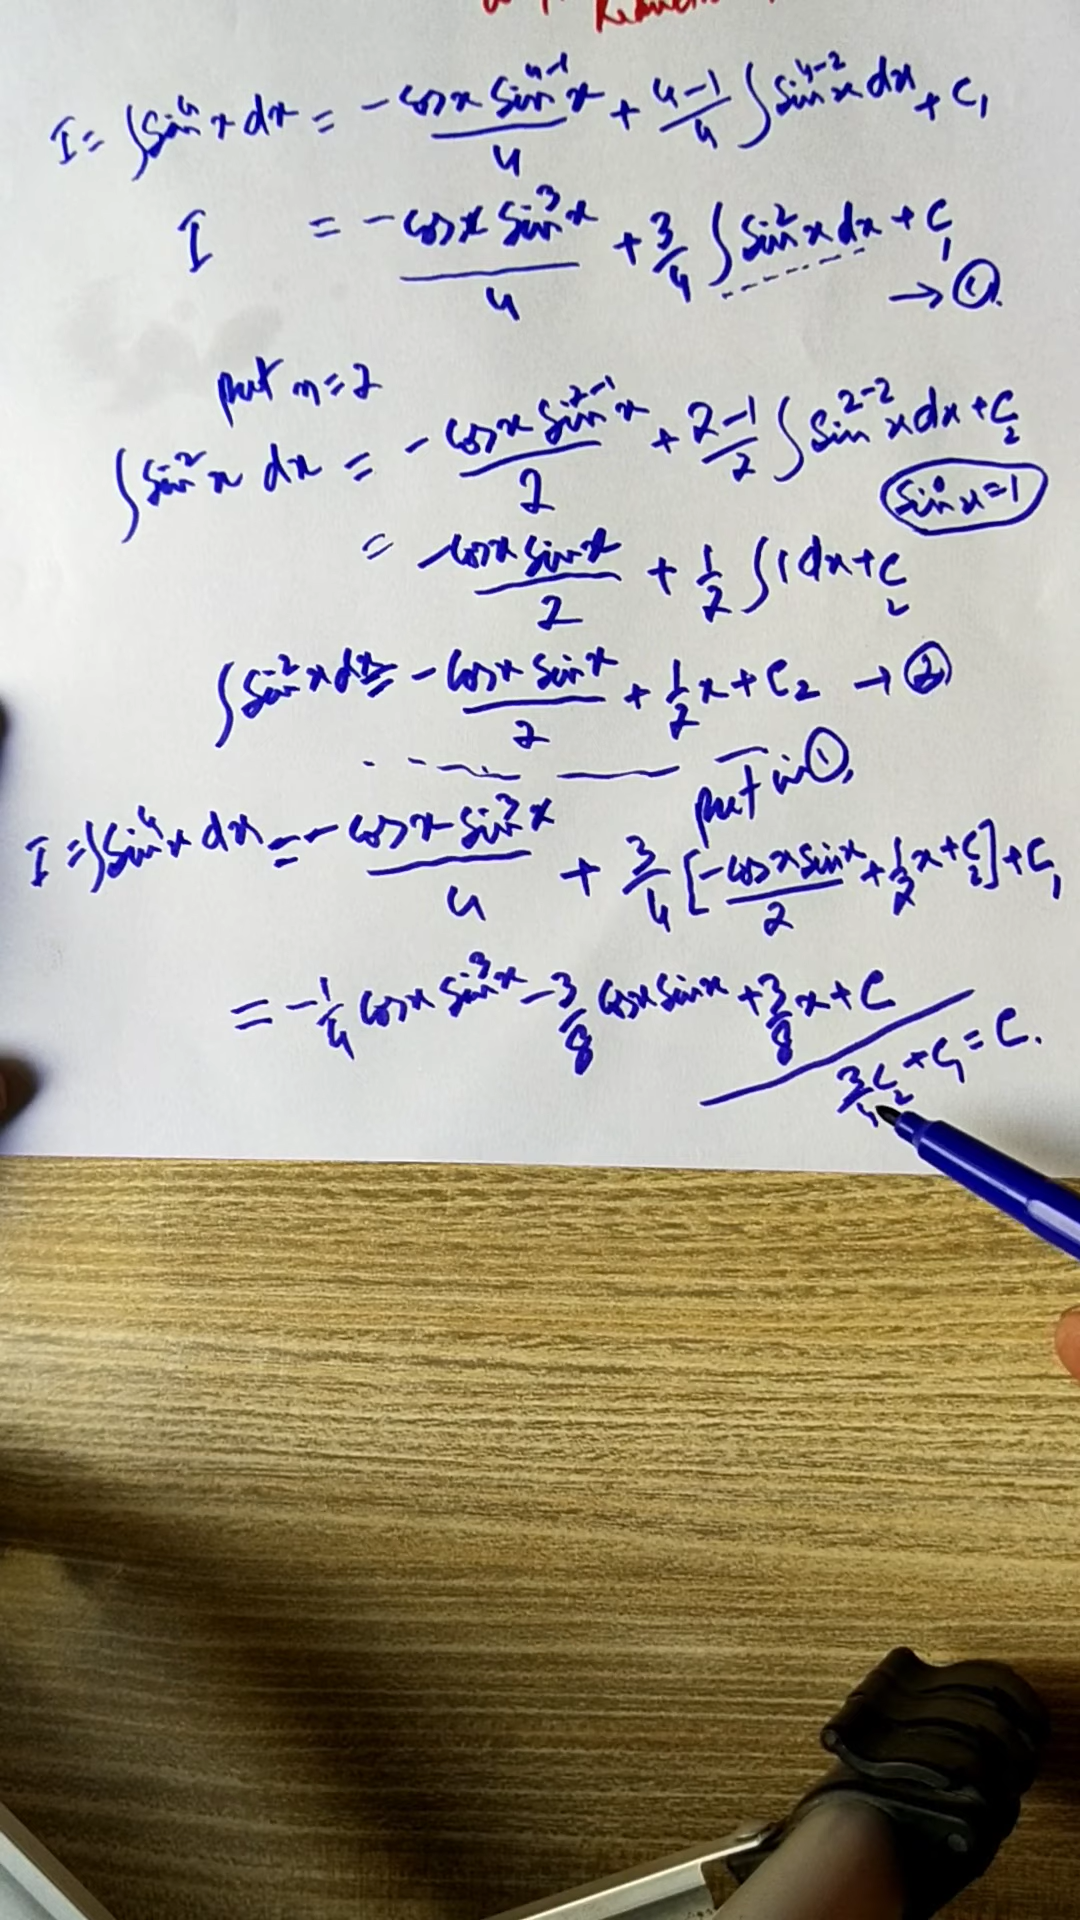 I = ∫sin⁴x dx = -cosx sin⁴⁻¹x/4 + 4-1/4 ∫sin⁴⁻²x dx + C₁
I = -cosx sin³x/4 + 3/4 ∫sin²x dx + C₁
→ ①.
put n=2
∫sin²x dx = -cosx sin²⁻¹x/2 + 2-1/2 ∫sin²⁻²x dx + C₂
sin⁰x=1
= -cosx sinx/2 + 1/2 ∫1dx + C₂
∫sin²x dx = -cosx sinx/2 + 1/2 x + C₂ → ②
put in ①,
I = ∫sin⁴x dx = -cosx sin³x/4 + 3/4 [-cosx sinx/2 + 1/2 x + C₂] + C₁
= -1/4 cosx sin³x - 3/8 cosx sinx + 3/8 x + C
3/4 C₂ + C₁ = C.